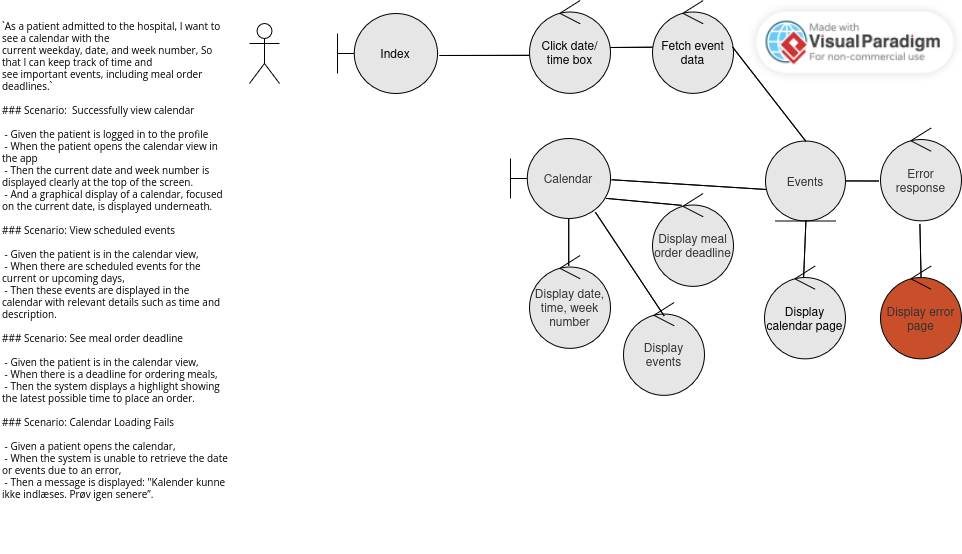 `As a patient admitted to the hospital, I want to
see a calendar with the
current weekday, date, and week number, So
that I can keep track of time and
see important events, including meal order
deadlines.`
### Scenario:  Successfully view calendar
- Given the patient is logged in to the profile
- When the patient opens the calendar view in
the app
- Then the current date and week number is
displayed clearly at the top of the screen.
- And a graphical display of a calendar, focused
on the current date, is displayed underneath.
### Scenario: View scheduled events
- Given the patient is in the calendar view,
- When there are scheduled events for the
current or upcoming days,
- Then these events are displayed in the
calendar with relevant details such as time and
description.
### Scenario: See meal order deadline
- Given the patient is in the calendar view,
- When there is a deadline for ordering meals,
- Then the system displays a highlight showing
the latest possible time to place an order.
### Scenario: Calendar Loading Fails
- Given a patient opens the calendar,
- When the system is unable to retrieve the date
or events due to an error,
- Then a message is displayed: "Kalender kunne
ikke indlæses. Prøv igen senere”.
Index
Click date/
time box
Fetch event
data
Made with
VisualParadigm
For non-commercial use
Calendar
Events
Error
response
Display meal
order deadline
Display date,
time, week
number
Display
events
Display
calendar page
Display error
page